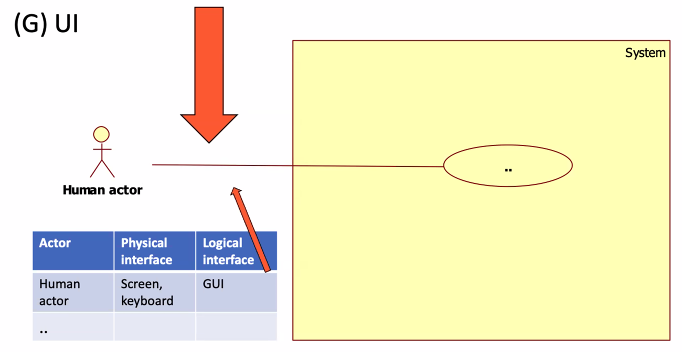 (G) UI
System
..
Human actor
Actor
Physical
interface
Logical
interface
Human
actor
Screen,
keyboard
GUI
..